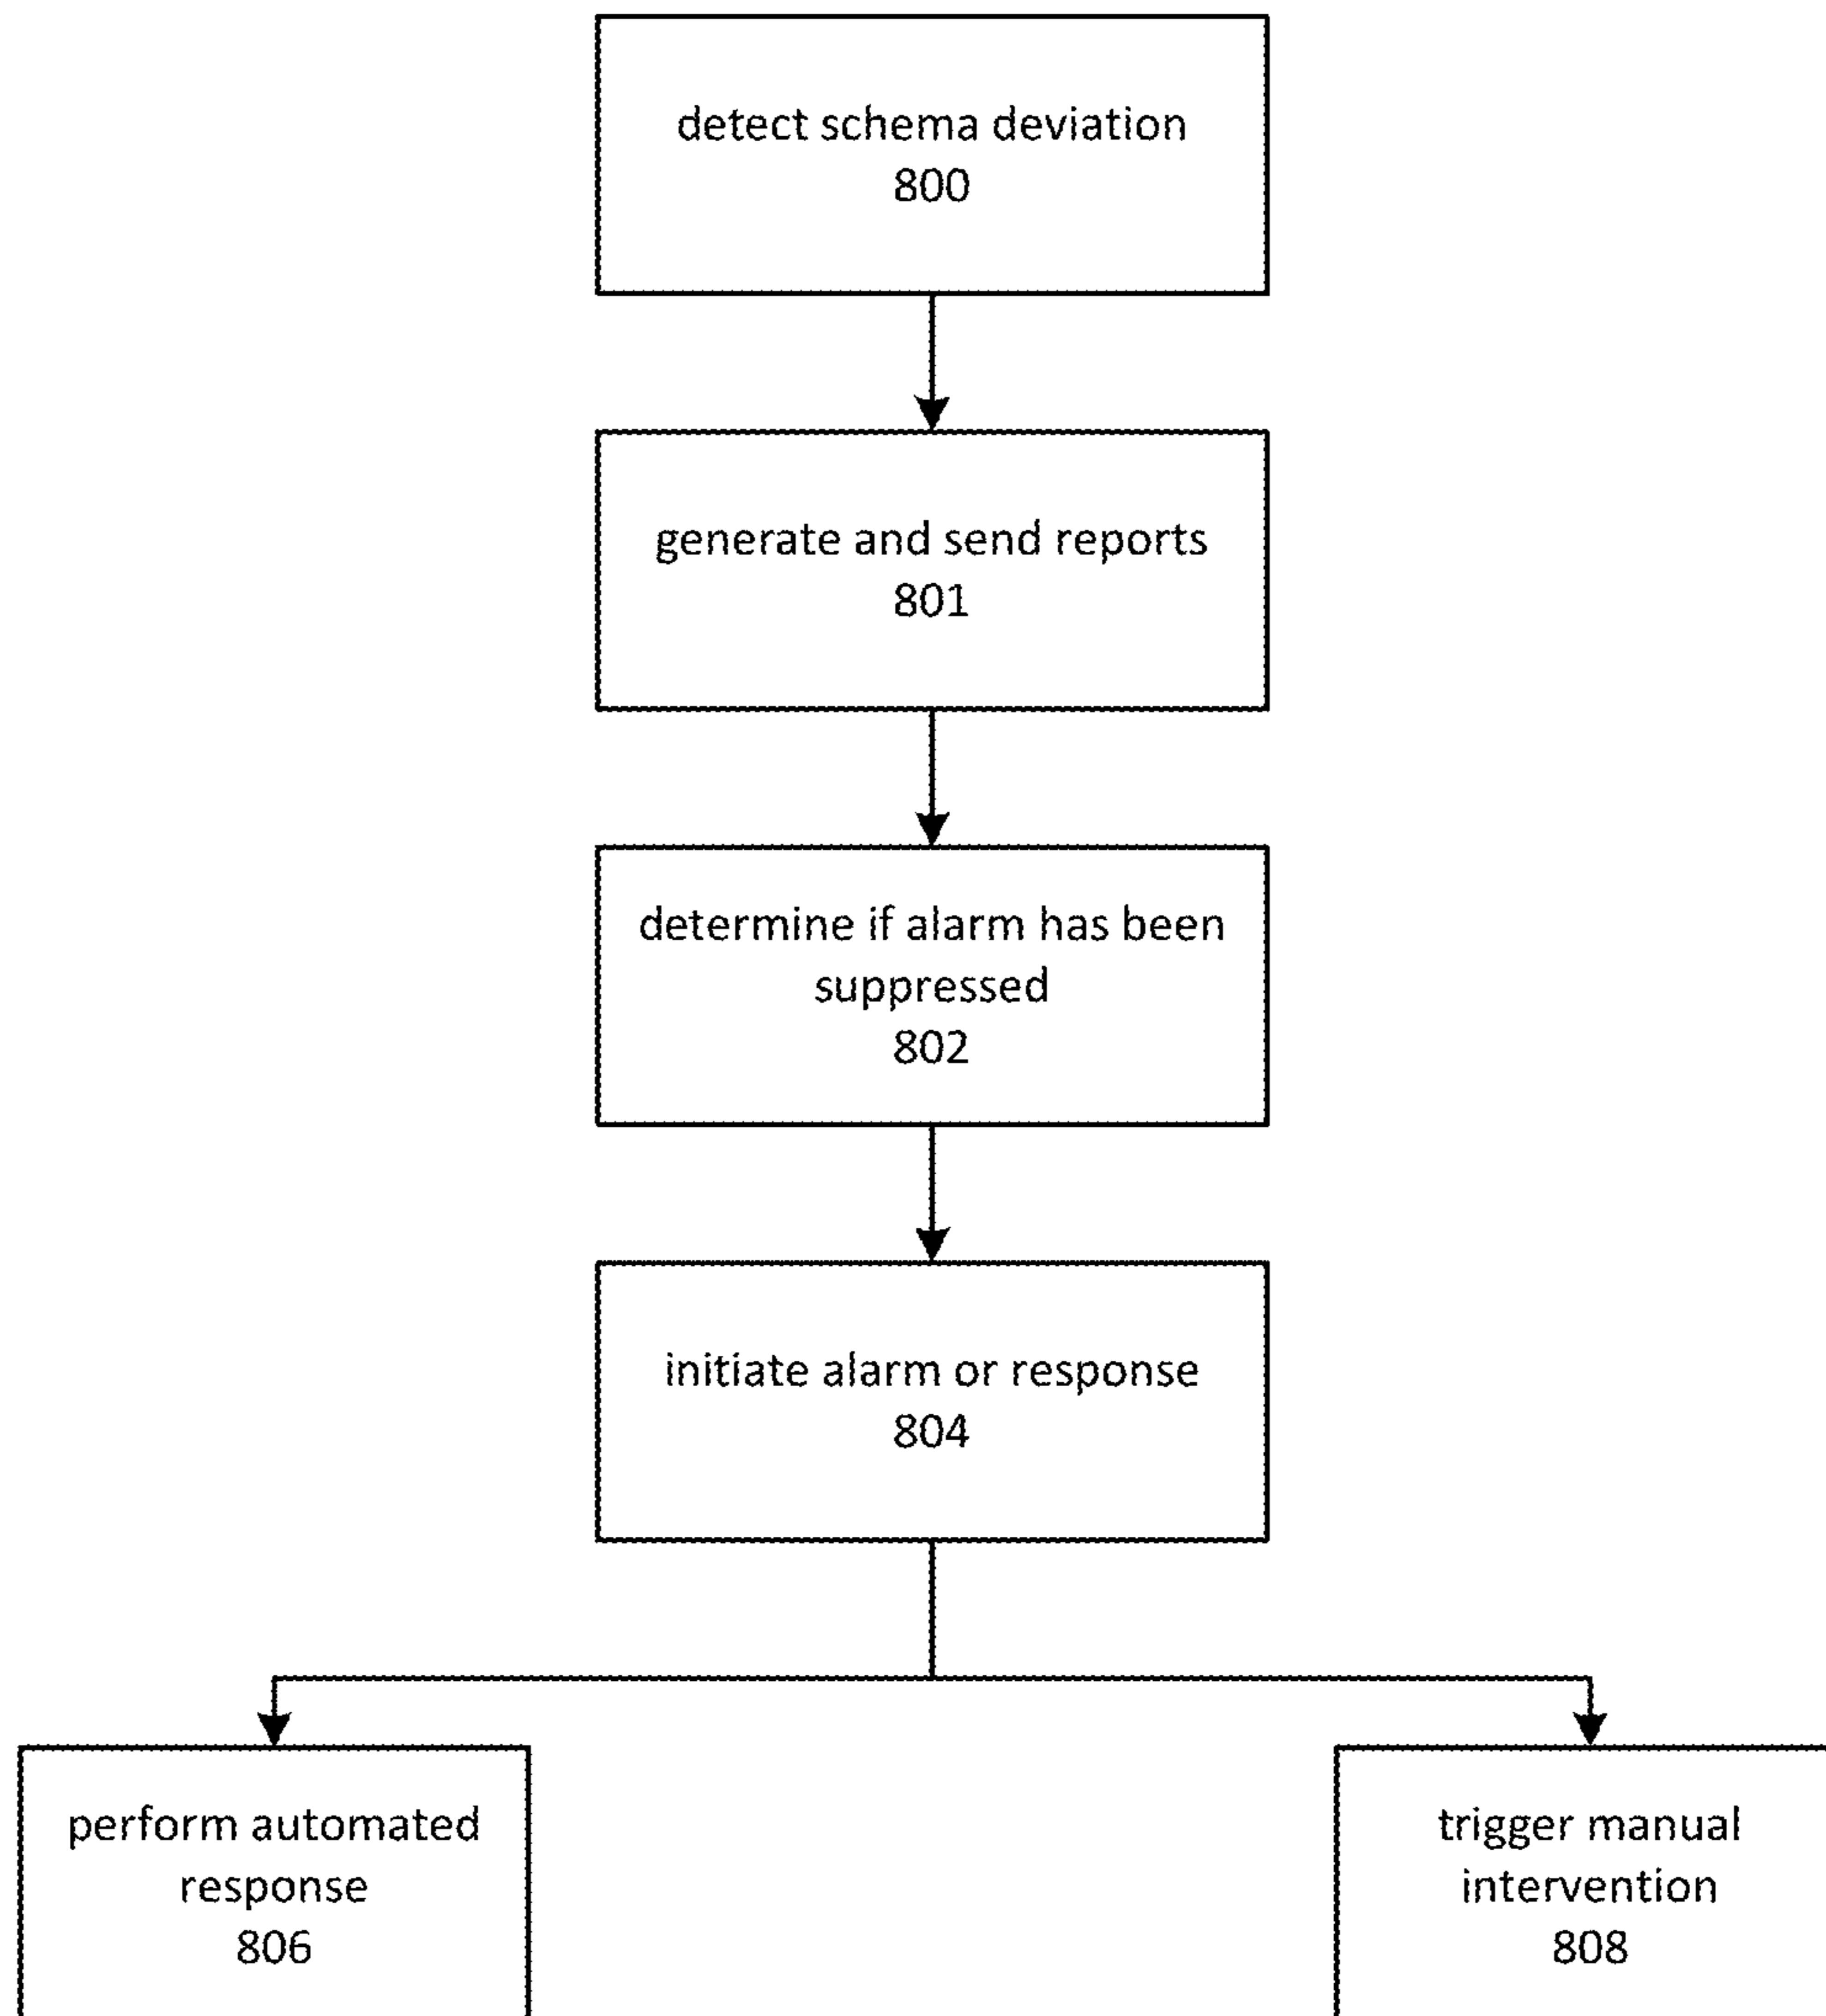 detect schema deviation
800
generate and send reports
801
determine if alarm has been
suppressed
802
initiate alarm or response
804
perform automated
response
806
trigger manual
intervention
808